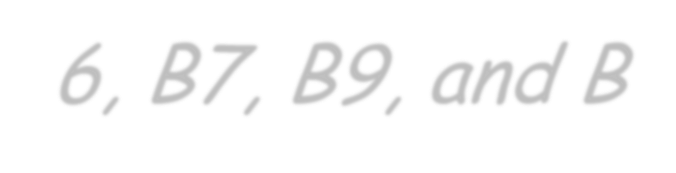 6, B7, B9, and B